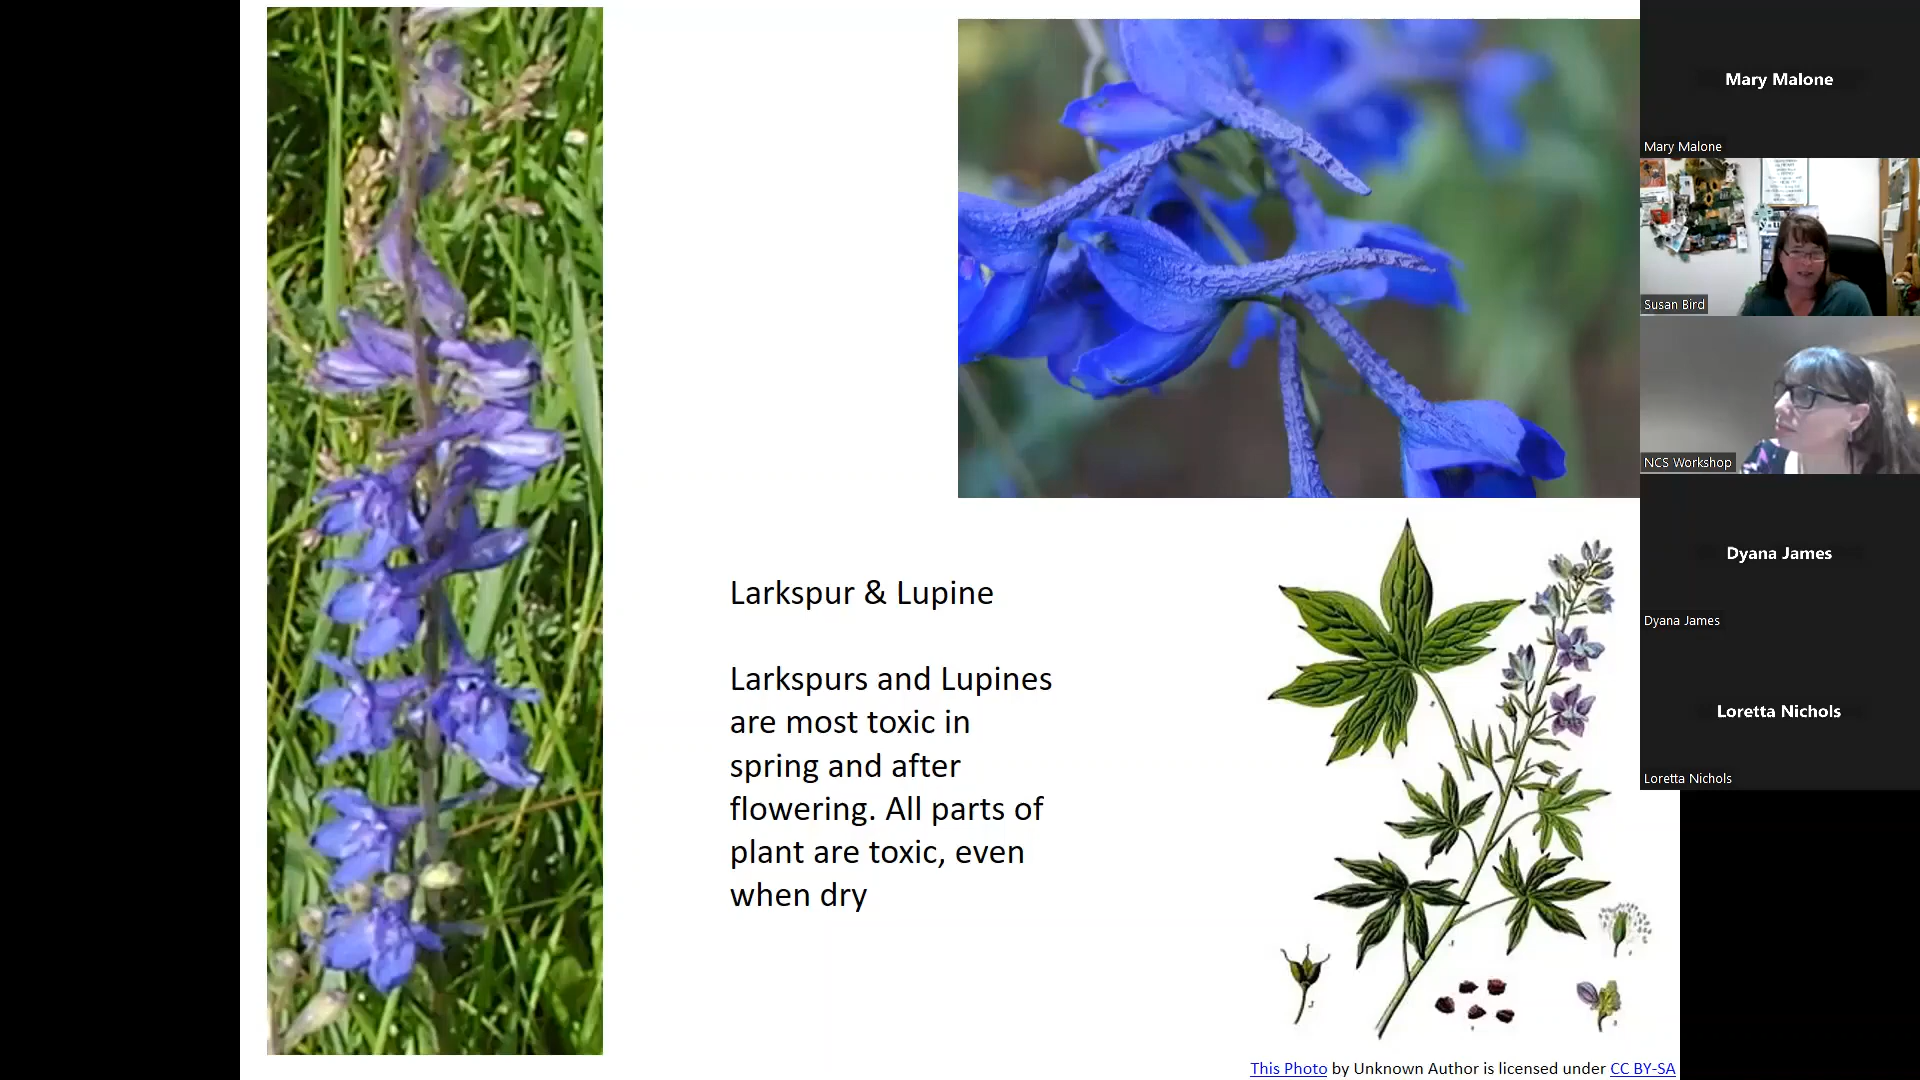 Larkspur & Lupine
Larkspurs and Lupines
are most toxic in
spring and after
flowering. All parts of
plant are toxic, even
when dry
This Photo by Unknown Author is licensed under CC BY-SA
Mary Malone
Mary Malone
Susan Bird
NCS Workshop
Dyana James
Dyana James
Loretta Nichols
Loretta Nichols